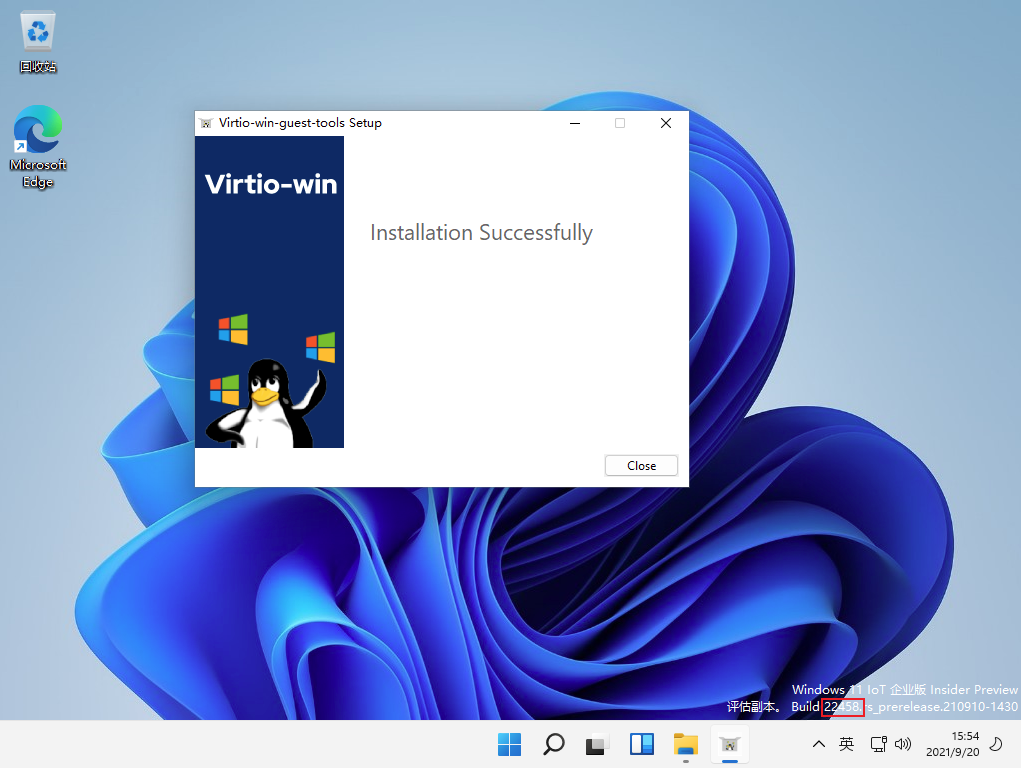 回收站
Microsoft
Edge
Virtio-win-guest-tools Setup
Virtio-win
Installation Successfully
Close
Windows 11 IoT 企业版 Insider Preview
评估副本。 Build 22458.rs_prerelease.210910-1430
英
15:54
2021/9/20